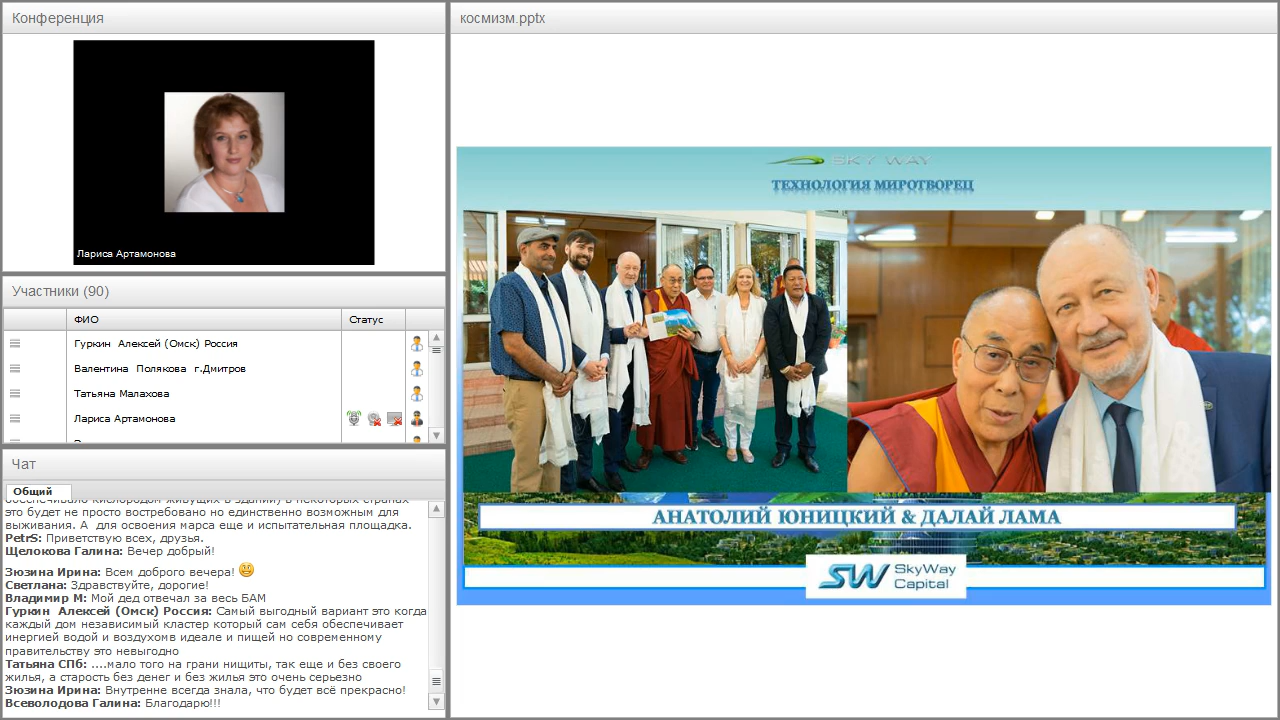 Конференция
Лариса Артамонова
Участники (90)
ФИО Статус
Гуркин Алексей (Омск) Россия
Валентина Полякова г.Дмитров
Татьяна Малахова
Лариса Артамонова
Чат
Общий
это будет не просто востребовано а единственно возможным для
выживания. А для освоения марса еще и испытательная площадка.
PetrS: Приветствую всех, друзья.
Щелокова Галина: Вечер добрый!
Зюзина Ирина: Всем доброго вечера!
Светлана: Здравствуйте, дорогие!
Владимир М: Мой дед отвечал за весь БАМ
Гуркин Алексей (Омск) Россия: Самый выгодный вариант это когда
каждый дом независимый кластер который сам себя обеспечивает
инергией водой и воздухомв идеале и пищей но современному
правительству это невыгодно
Татьяна СПб: ....мало того на грани нищиты, так еще и без своего
жилья, а старость без денег и без жилья это очень серьезно
Зюзина Ирина: Внутренне всегда знала, что будет всё прекрасно!
Всеволодова Галина: Благодарю!!!
космизм.pptx
SKY WAY
ТЕХНОЛОГИЯ МИРОТВОРЕЦ
АНАТОЛИЙ ЮНИЦКИЙ & ДАЛАЙ ЛАМА
SW SkyWay
Capital